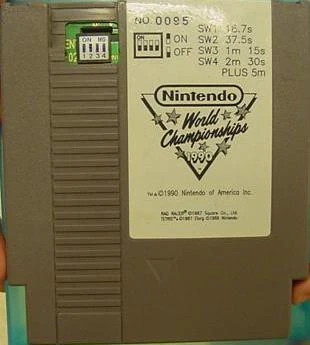 NO. 0095
SW1 18.7s
ON SW2 37.5s
OFF SW3 1m 15s
SW4 2m 30s
PLUS 5m
ON
1 2 3 4
Nintendo
World
Championships
1990
TM & ©1990 Nintendo of America Inc.
RAD RACER® ©1987 Square Co., Ltd.
TETRIS™ ©1987 Elorg ©1989 Nintendo.